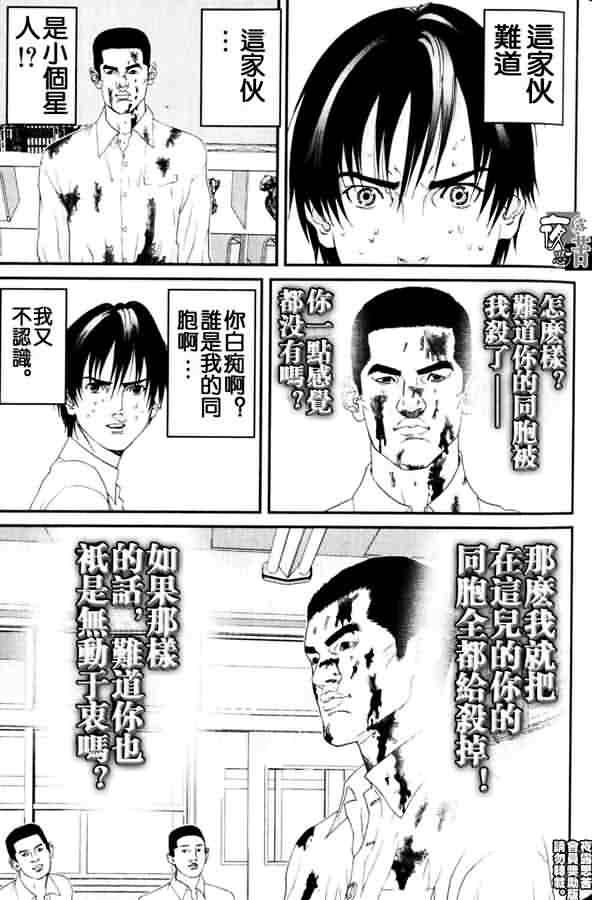 這家伙
難道
這家伙
…
是小個星
人!?
怎麼樣?
難道你的同胞被
我殺了——
你一點感覺
都没有嗎?
你白痴啊?
誰是我的同
胞啊…
我又
不認識。
那麼我就把
在這兒的你的
同胞全都給殺掉!
如果那樣
的話,難道你也
衹是無動于衷嗎?